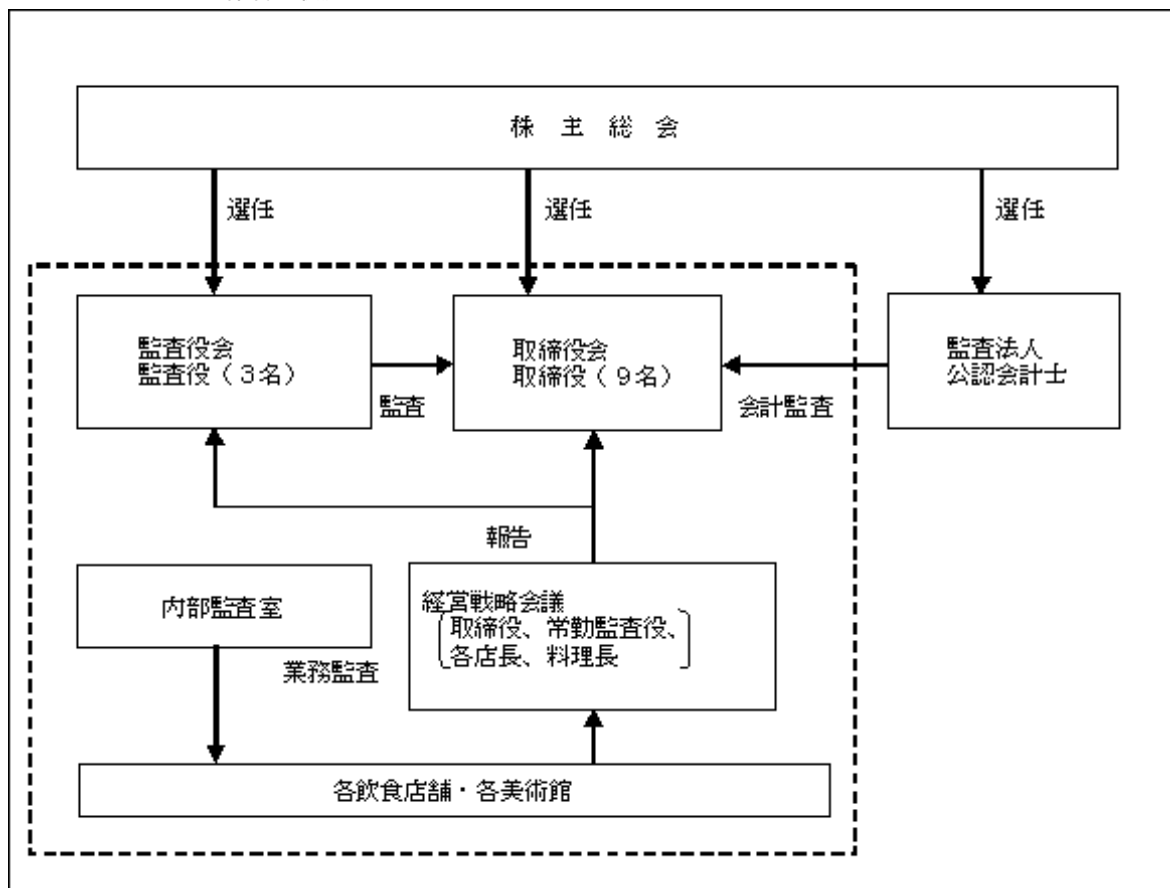 株 主 総 会
選任
選任
選任
監査役会
監査役（３名）
取締役会
取締役（９名）
監査法人
公認会計士
監査
会計監査
報告
内部監査室
経営戦略会議
取締役、常勤監査役、
各店長、料理長
業務監査
各飲食店舗・各美術館